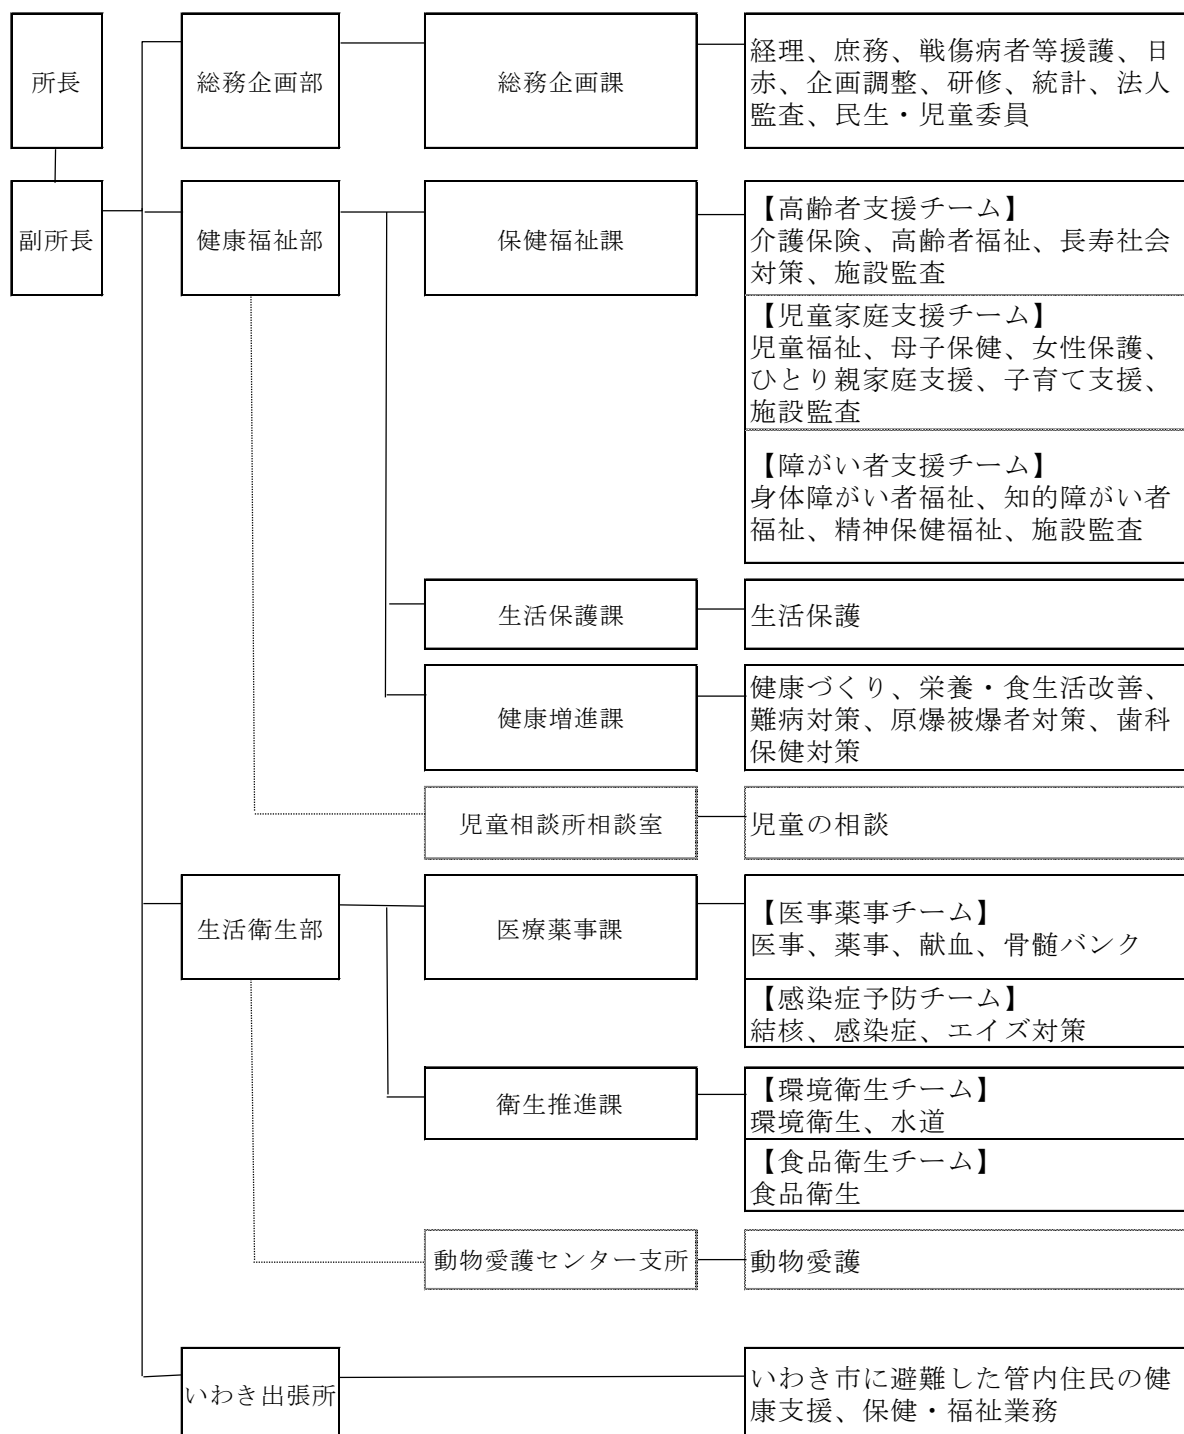 所長
総務企画部
総務企画課
経理、庶務、戦傷病者等援護、日
赤、企画調整、研修、統計、法人
監査、民生・児童委員
副所長
健康福祉部
保健福祉課
【高齢者支援チーム】
介護保険、高齢者福祉、長寿社会
対策、施設監査
【児童家庭支援チーム】
児童福祉、母子保健、女性保護、
ひとり親家庭支援、子育て支援、
施設監査
【障がい者支援チーム】
身体障がい者福祉、知的障がい者
福祉、精神保健福祉、施設監査
生活保護課
生活保護
健康増進課
健康づくり、栄養・食生活改善、
難病対策、原爆被爆者対策、歯科
保健対策
児童相談所相談室
児童の相談
生活衛生部
医療薬事課
【医事薬事チーム】
医事、薬事、献血、骨髄バンク
【感染症予防チーム】
結核、感染症、エイズ対策
衛生推進課
【環境衛生チーム】
環境衛生、水道
【食品衛生チーム】
食品衛生
動物愛護センター支所
動物愛護
いわき出張所
いわき市に避難した管内住民の健
康支援、保健・福祉業務